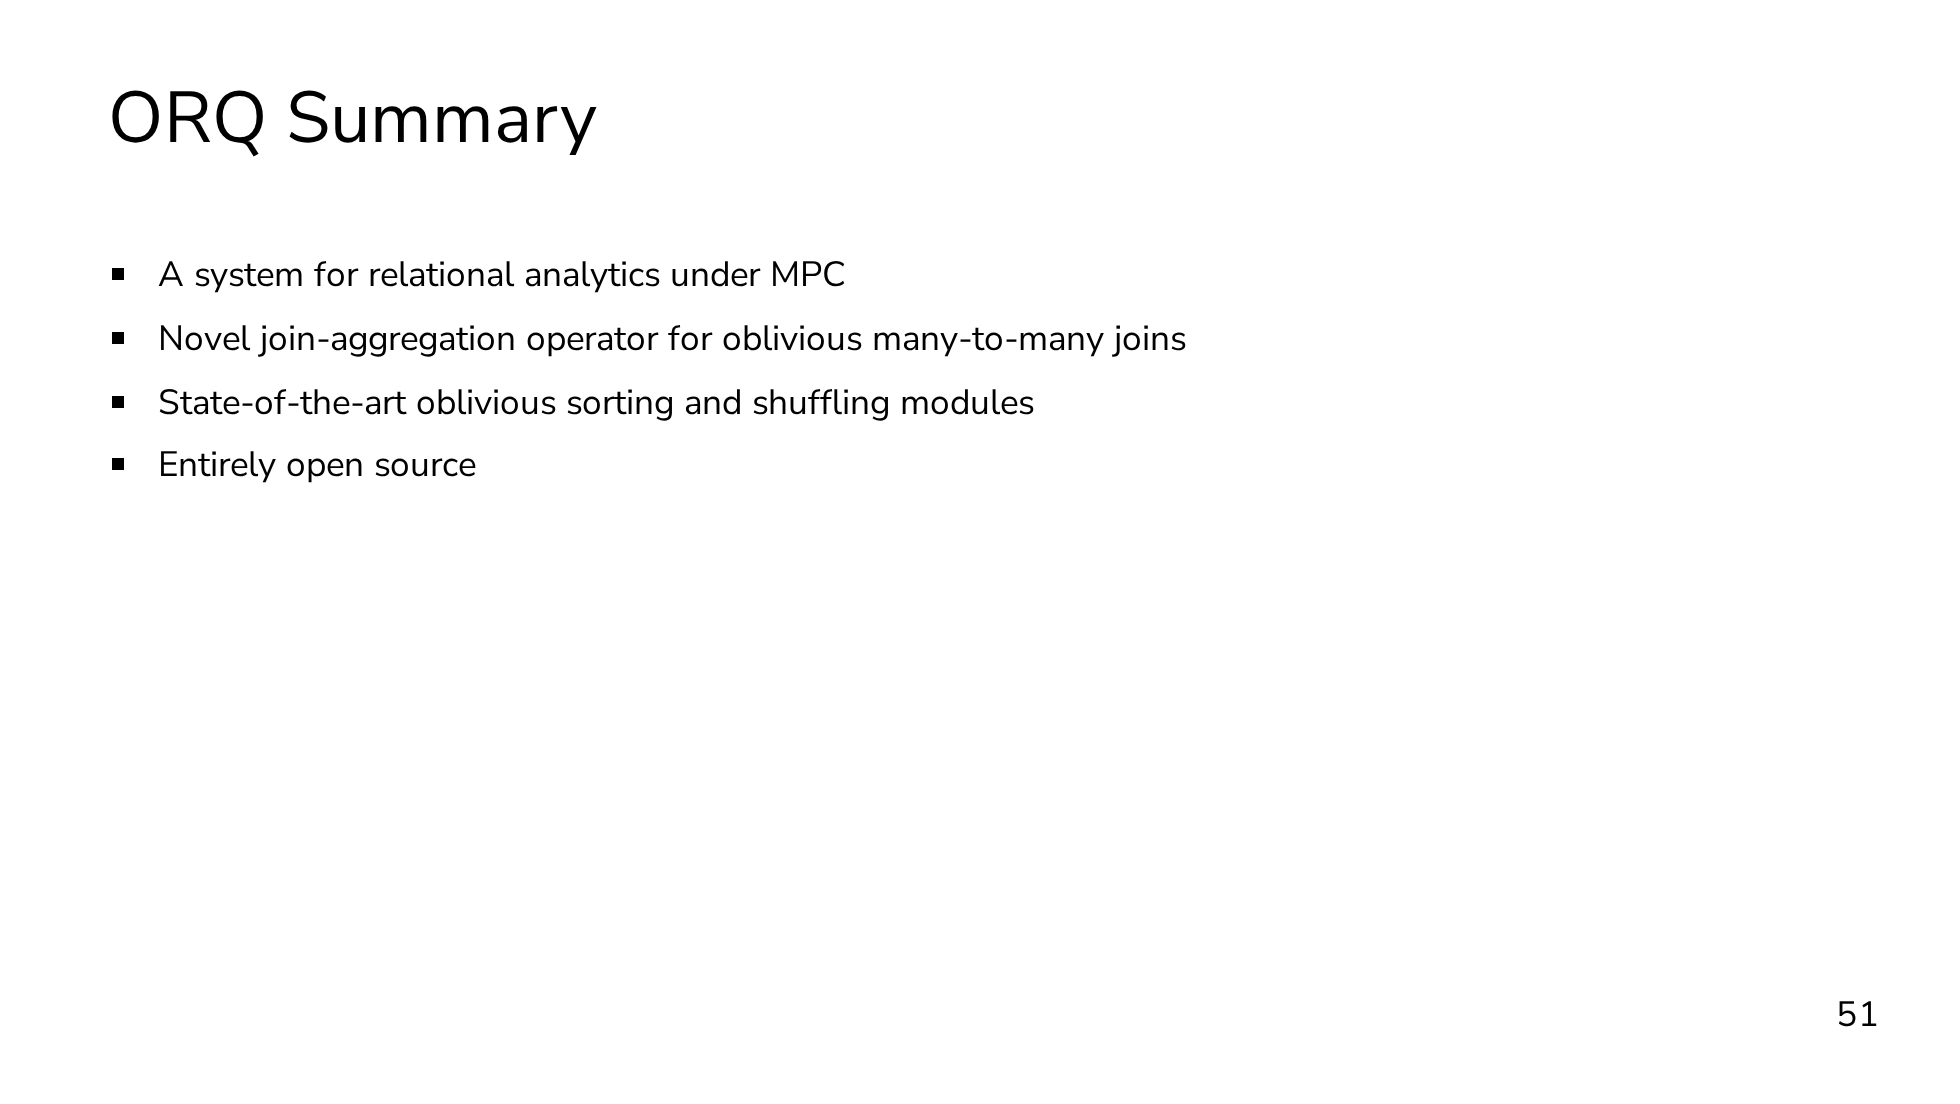 ORQ Summary
▪ A system for relational analytics under MPC
▪ Novel join-aggregation operator for oblivious many-to-many joins
▪ State-of-the-art oblivious sorting and shuffling modules
▪ Entirely open source
51